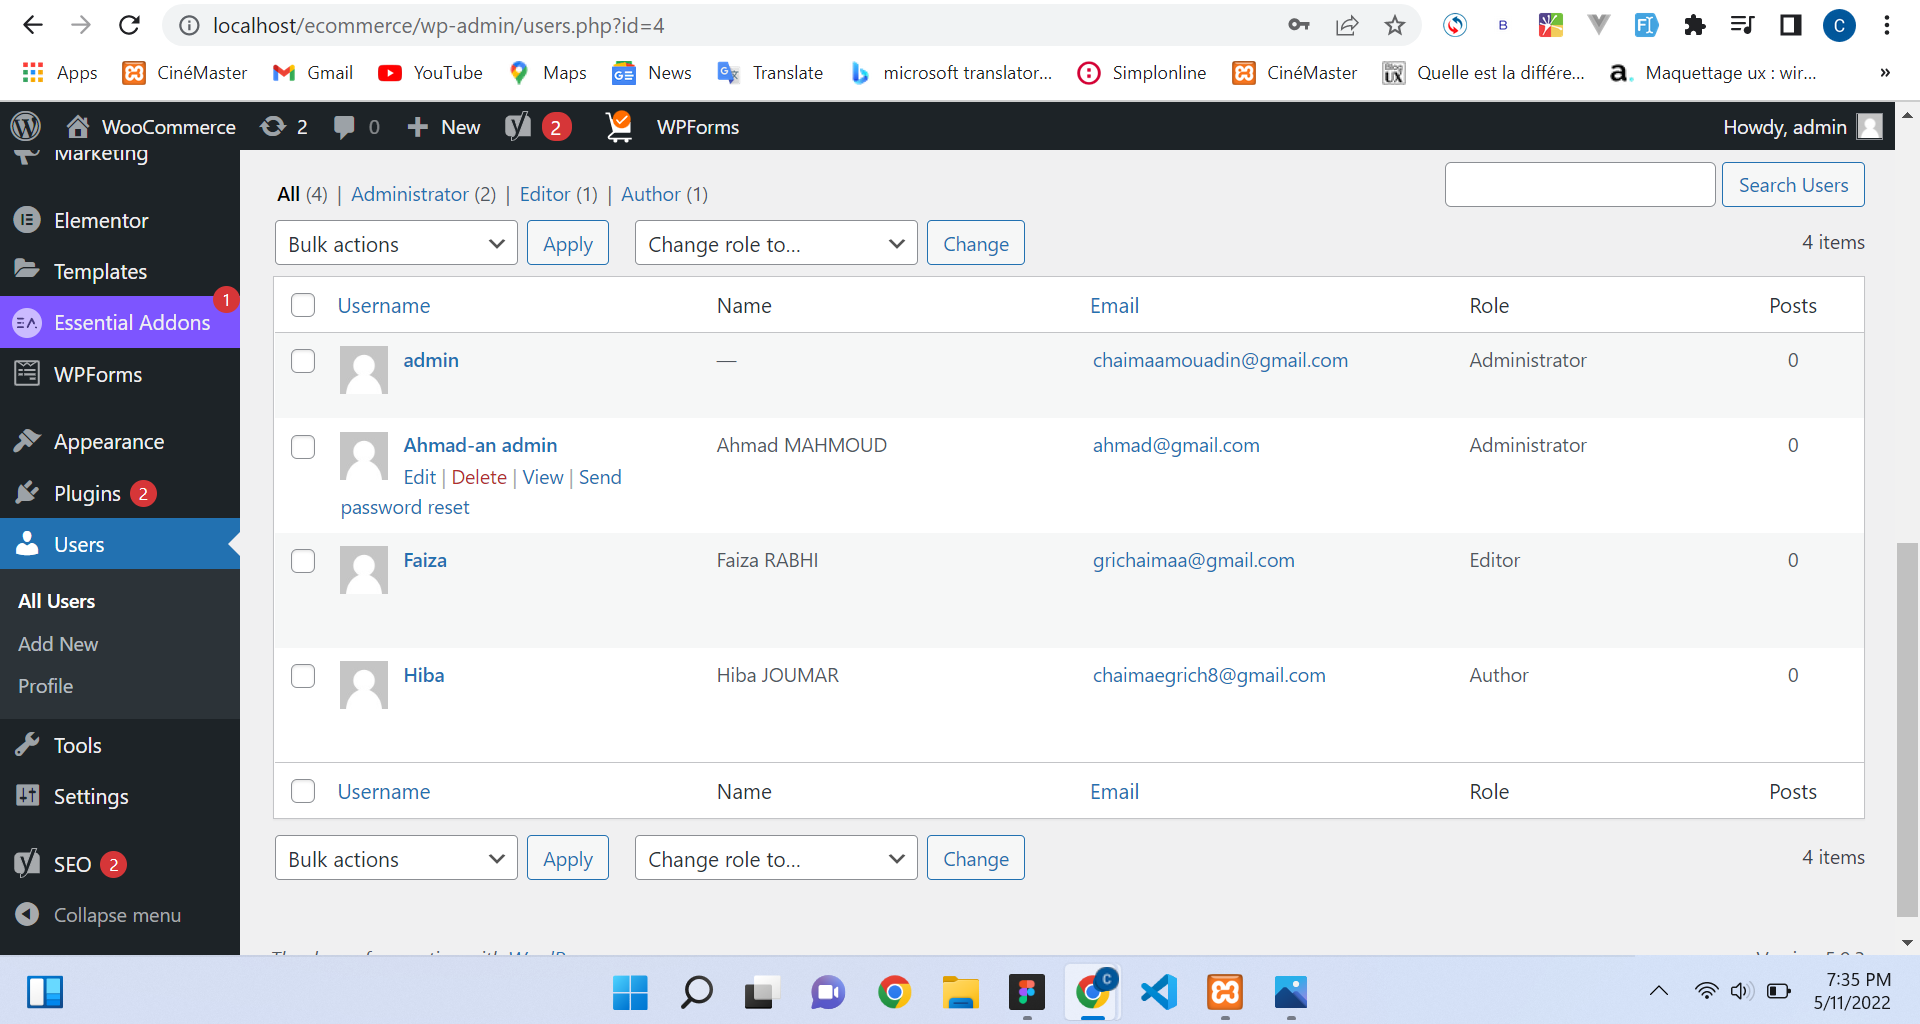 localhost/ecommerce/wp-admin/users.php?id=4
Apps CinéMaster Gmail YouTube Maps News Translate microsoft translator... Simplonline CinéMaster Quelle est la différe... Maquettage ux : wir... »
WooCommerce 2 0 New 2 WPForms Howdy, admin
Marketing
Elementor
Templates
Essential Addons 1
WPForms
Appearance
Plugins 2
Users
All Users
Add New
Profile
Tools
Settings
SEO 2
Collapse menu
All (4) | Administrator (2) | Editor (1) | Author (1)
Search Users
Bulk actions Apply Change role to... Change 4 items
Username Name Email Role Posts
admin — chaimaamouadin@gmail.com Administrator 0
Ahmad-an admin Ahmad MAHMOUD ahmad@gmail.com Administrator 0
Edit | Delete | View | Send
password reset
Faiza Faiza RABHI grichaimaa@gmail.com Editor 0
Hiba Hiba JOUMAR chaimaegrich8@gmail.com Author 0
Username Name Email Role Posts
Bulk actions Apply Change role to... Change 4 items
7:35 PM
5/11/2022